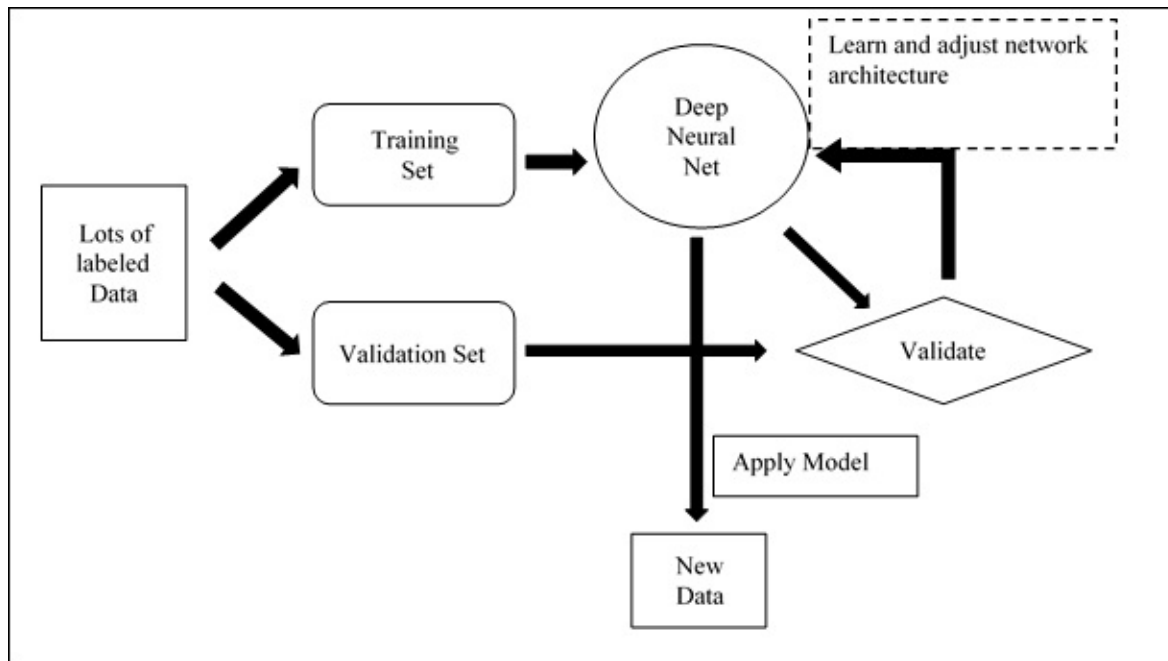 Learn and adjust network
architecture
Deep
Neural
Net
Training
Set
Lots of
labeled
Data
Validation Set
Validate
Apply Model
New
Data